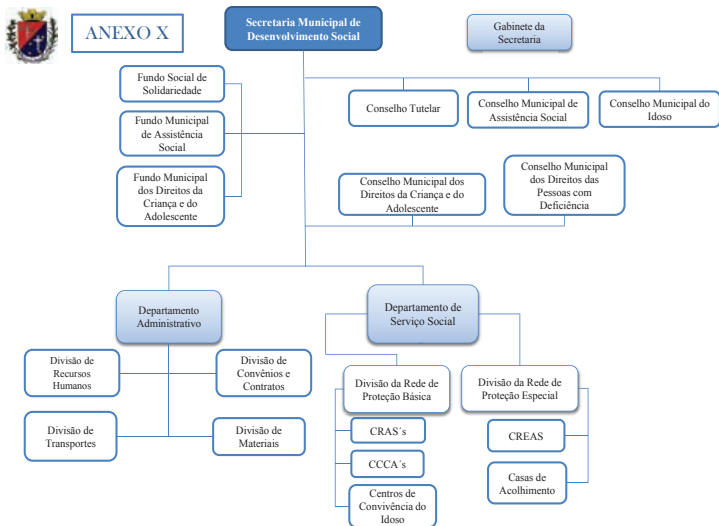 ANEXO X
Secretaria Municipal de
Desenvolvimento Social
Gabinete da
Secretaria
Fundo Social de
Solidariedade
Fundo Municipal
de Assistência
Social
Fundo Municipal
dos Direitos da
Criança e do
Adolescente
Conselho Tutelar
Conselho Municipal de
Assistência Social
Conselho Municipal do
Idoso
Conselho Municipal dos
Direitos da Criança e do
Adolescente
Conselho Municipal
dos Direitos das
Pessoas com
Deficiência
Departamento
Administrativo
Departamento de
Serviço Social
Divisão de
Recursos
Humanos
Divisão de
Convênios e
Contratos
Divisão de
Transportes
Divisão de
Materiais
Divisão da Rede de
Proteção Básica
CRAS´s
CCCA´s
Centros de
Convivência do
Idoso
Divisão da Rede de
Proteção Especial
CREAS
Casas de
Acolhimento